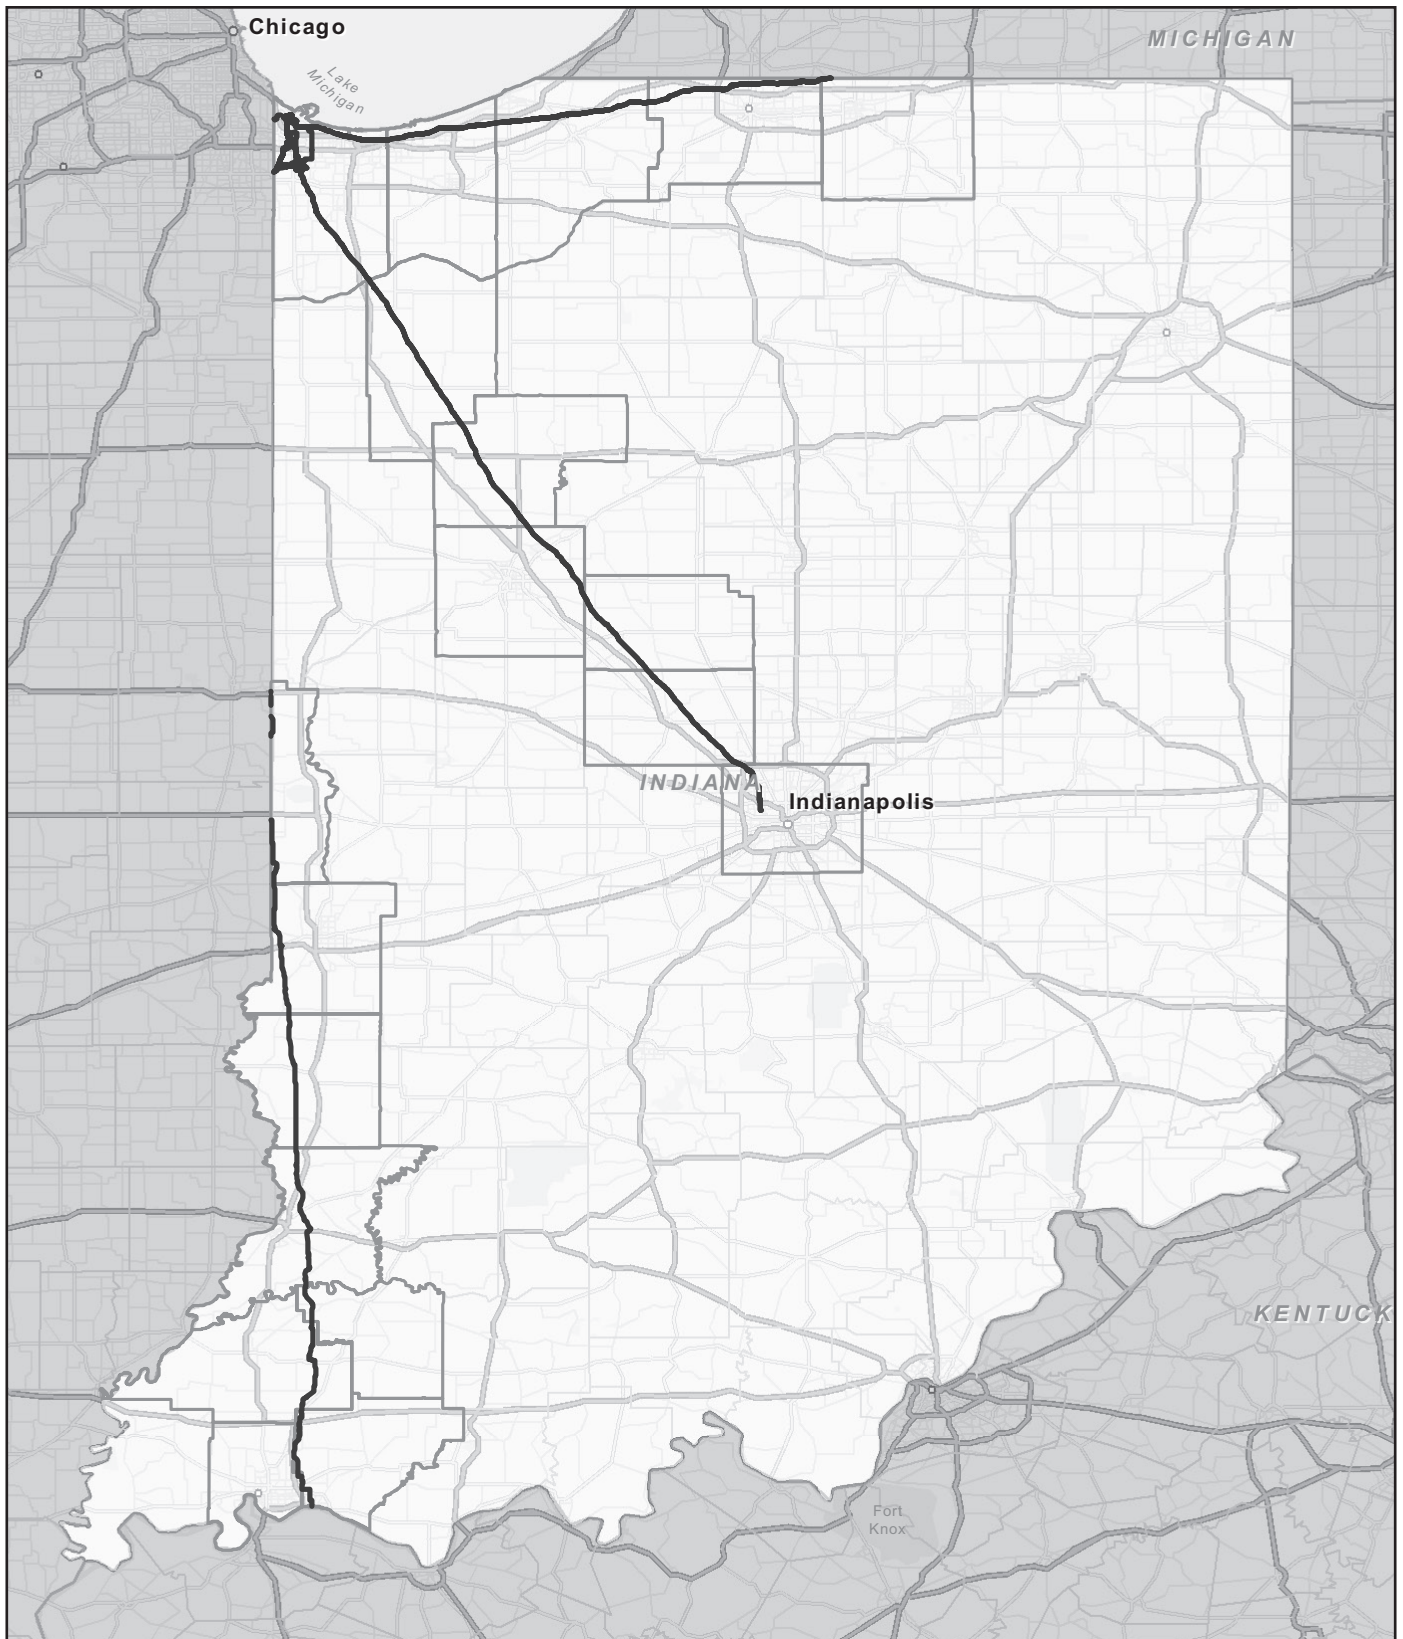 Chicago
MICHIGAN
Lake
Michigan
INDIANA
Indianapolis
KENTUCK
Fort
Knox